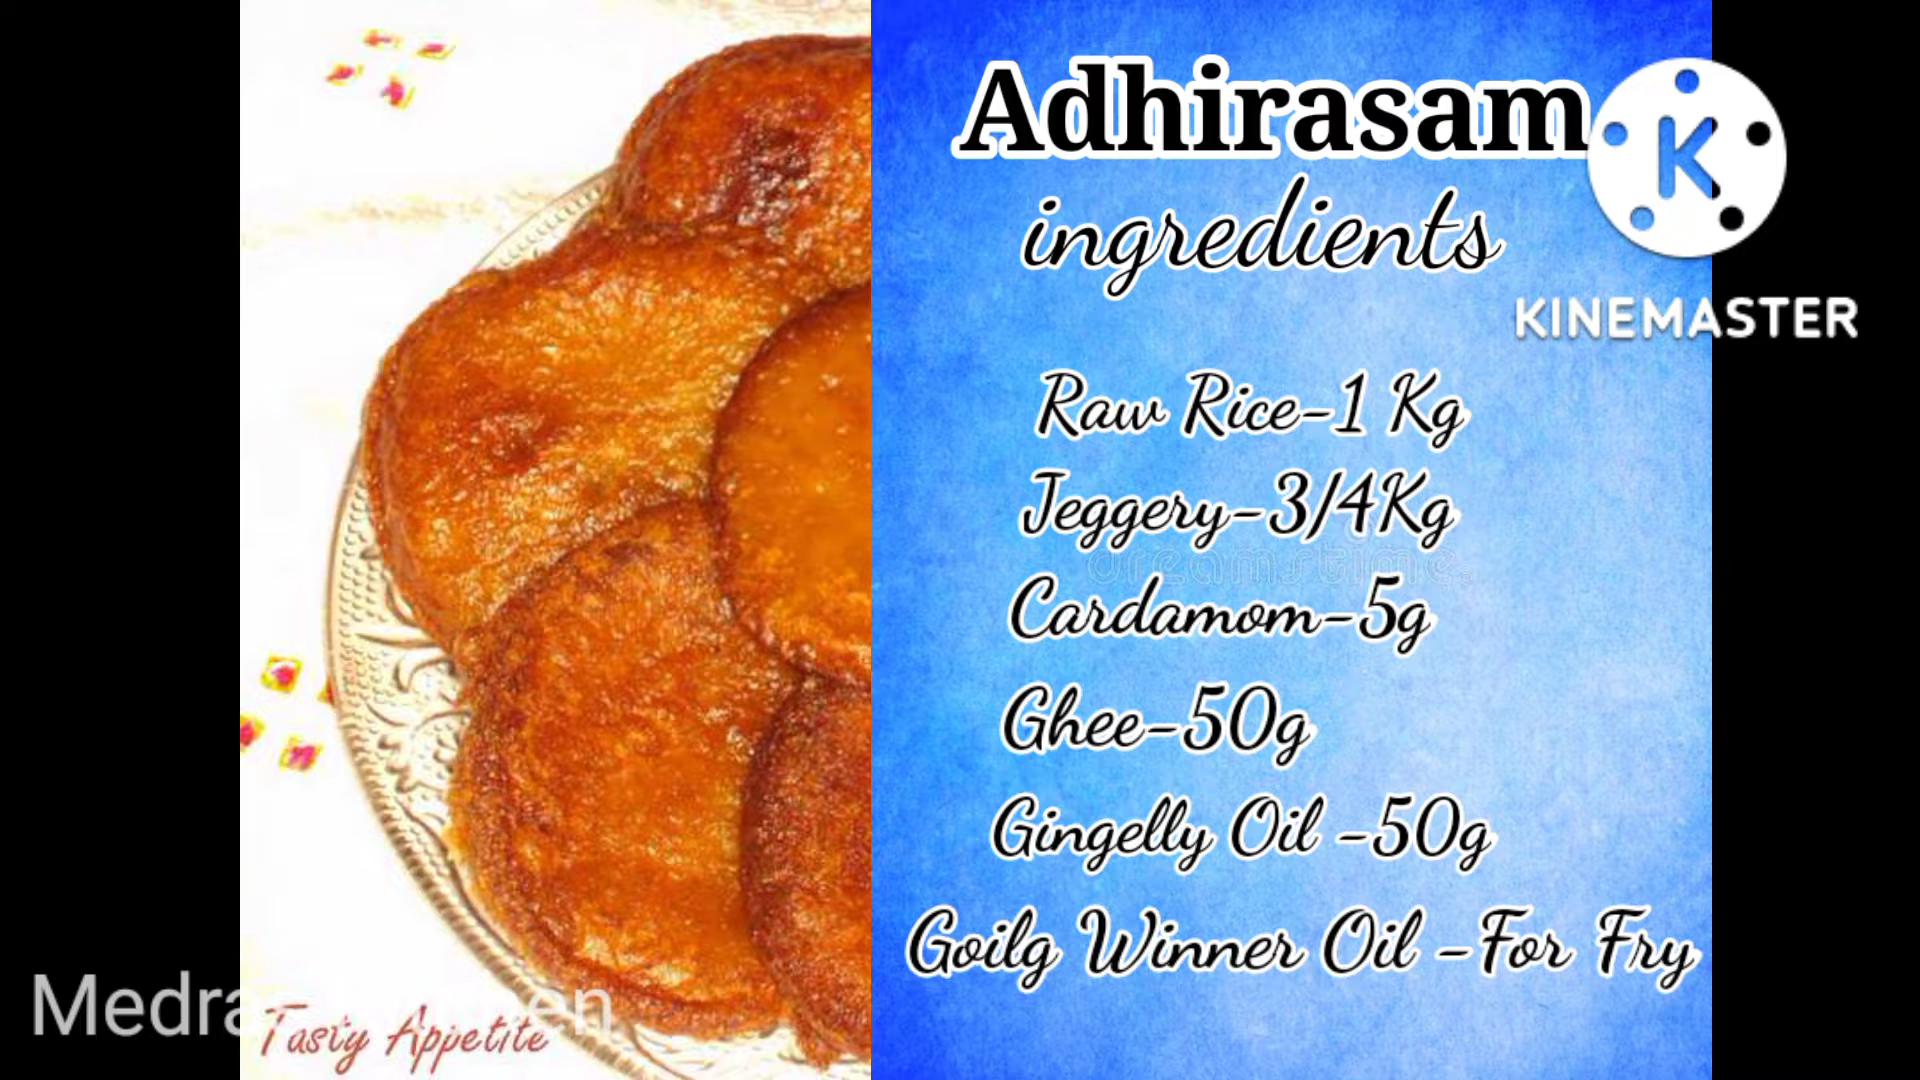 Adhirasam
ingredients
K
KINEMASTER
Raw Rice-1 Kg
Jeggery-3/4Kg
dreamstime.
Cardamom-5g
Ghee-50g
Gingelly Oil -50g
Goilg Winner Oil -For Fry
Tasty Appetite